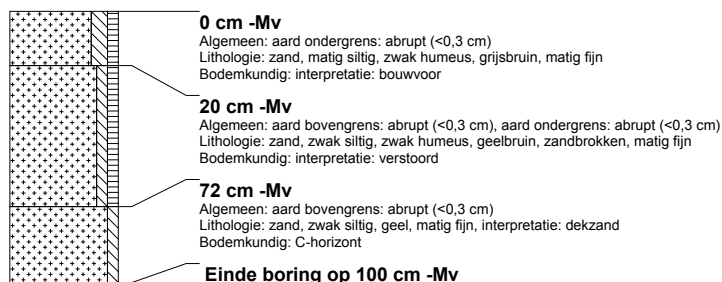 0 cm -Mv
Algemeen: aard ondergrens: abrupt (<0,3 cm)
Lithologie: zand, matig siltig, zwak humeus, grijsbruin, matig fijn
Bodemkundig: interpretatie: bouwvoor
20 cm -Mv
Algemeen: aard bovengrens: abrupt (<0,3 cm), aard ondergrens: abrupt (<0,3 cm)
Lithologie: zand, zwak siltig, zwak humeus, geelbruin, zandbrokken, matig fijn
Bodemkundig: interpretatie: verstoord
72 cm -Mv
Algemeen: aard bovengrens: abrupt (<0,3 cm)
Lithologie: zand, zwak siltig, geel, matig fijn, interpretatie: dekzand
Bodemkundig: C-horizont
Einde boring op 100 cm -Mv